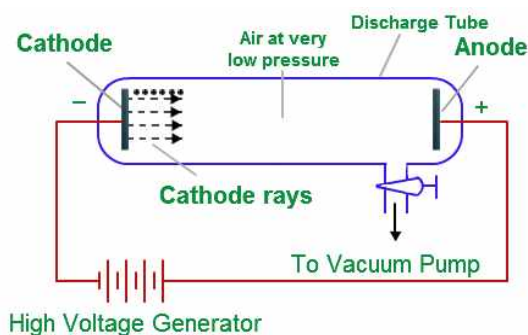 Discharge Tube
Cathode
Air at very
low pressure
Anode
−
+
Cathode rays
To Vacuum Pump
High Voltage Generator